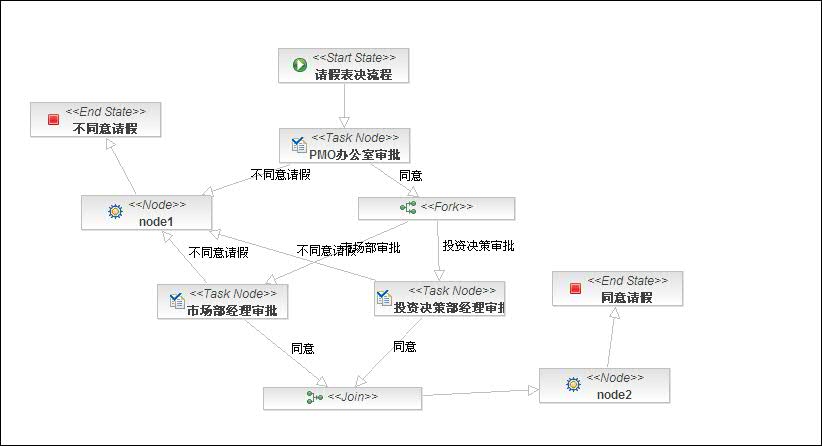 <<Start State>>
请假表决流程
<<End State>>
不同意请假
<<Task Node>>
PMO办公室审批
不同意请假
同意
<<Node>>
node1
<<Fork>>
不同意请假
不同意请假
市场部审批
投资决策审批
<<Task Node>>
市场部经理审批
<<Task Node>>
投资决策部经理审批
<<End State>>
同意请假
同意
同意
<<Join>>
<<Node>>
node2